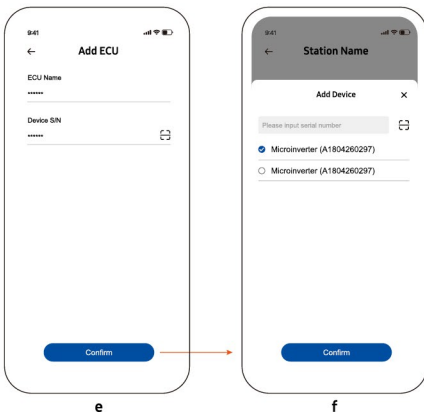 9:41
Add ECU
ECU Name
••••••
Device S/N
••••••
Confirm
e
9:41
Station Name
Add Device
Please input serial number
Microinverter (A1804260297)
Microinverter (A1804260297)
Confirm
f